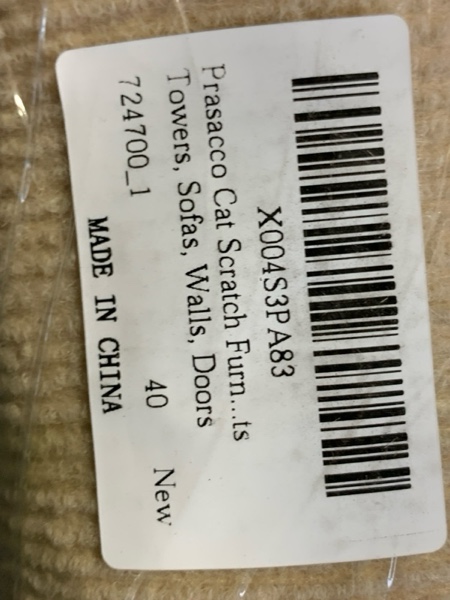 X004S3PA83
Prasacco Cat Scratch Furn...ts
Towers, Sofas, Walls, Doors
724700_1 40 New
MADE IN CHINA